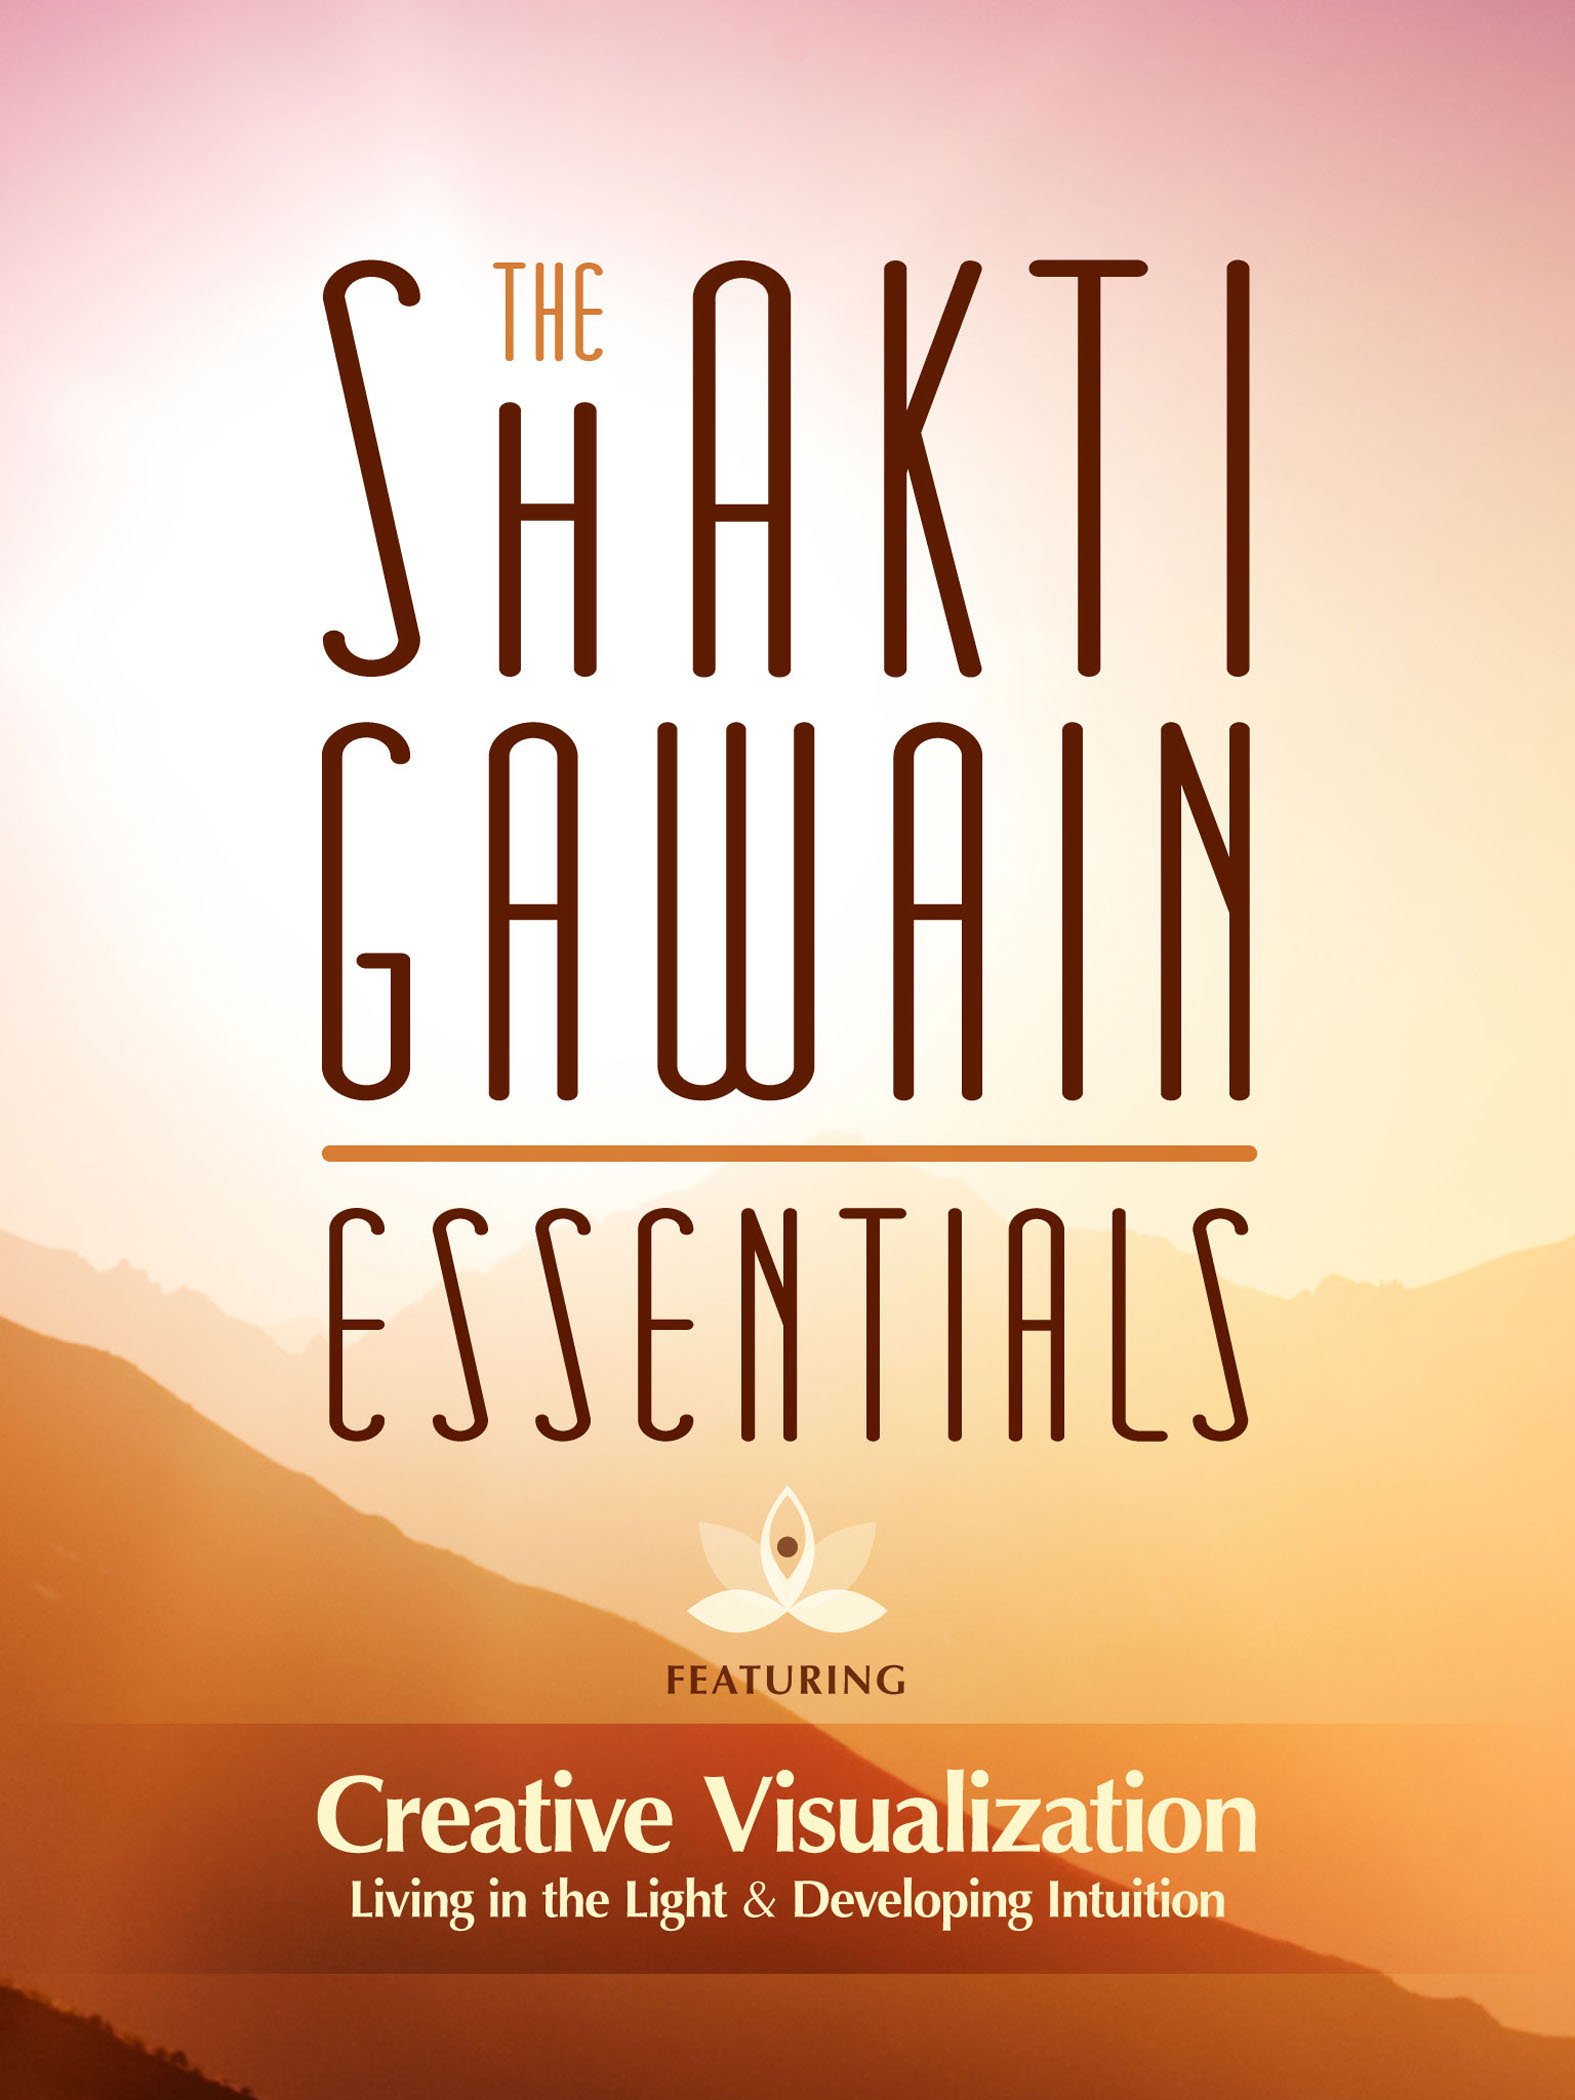 THE
SHAKTI
GAWAIN
ESSENTIALS
FEATURING
Creative Visualization
Living in the Light & Developing Intuition